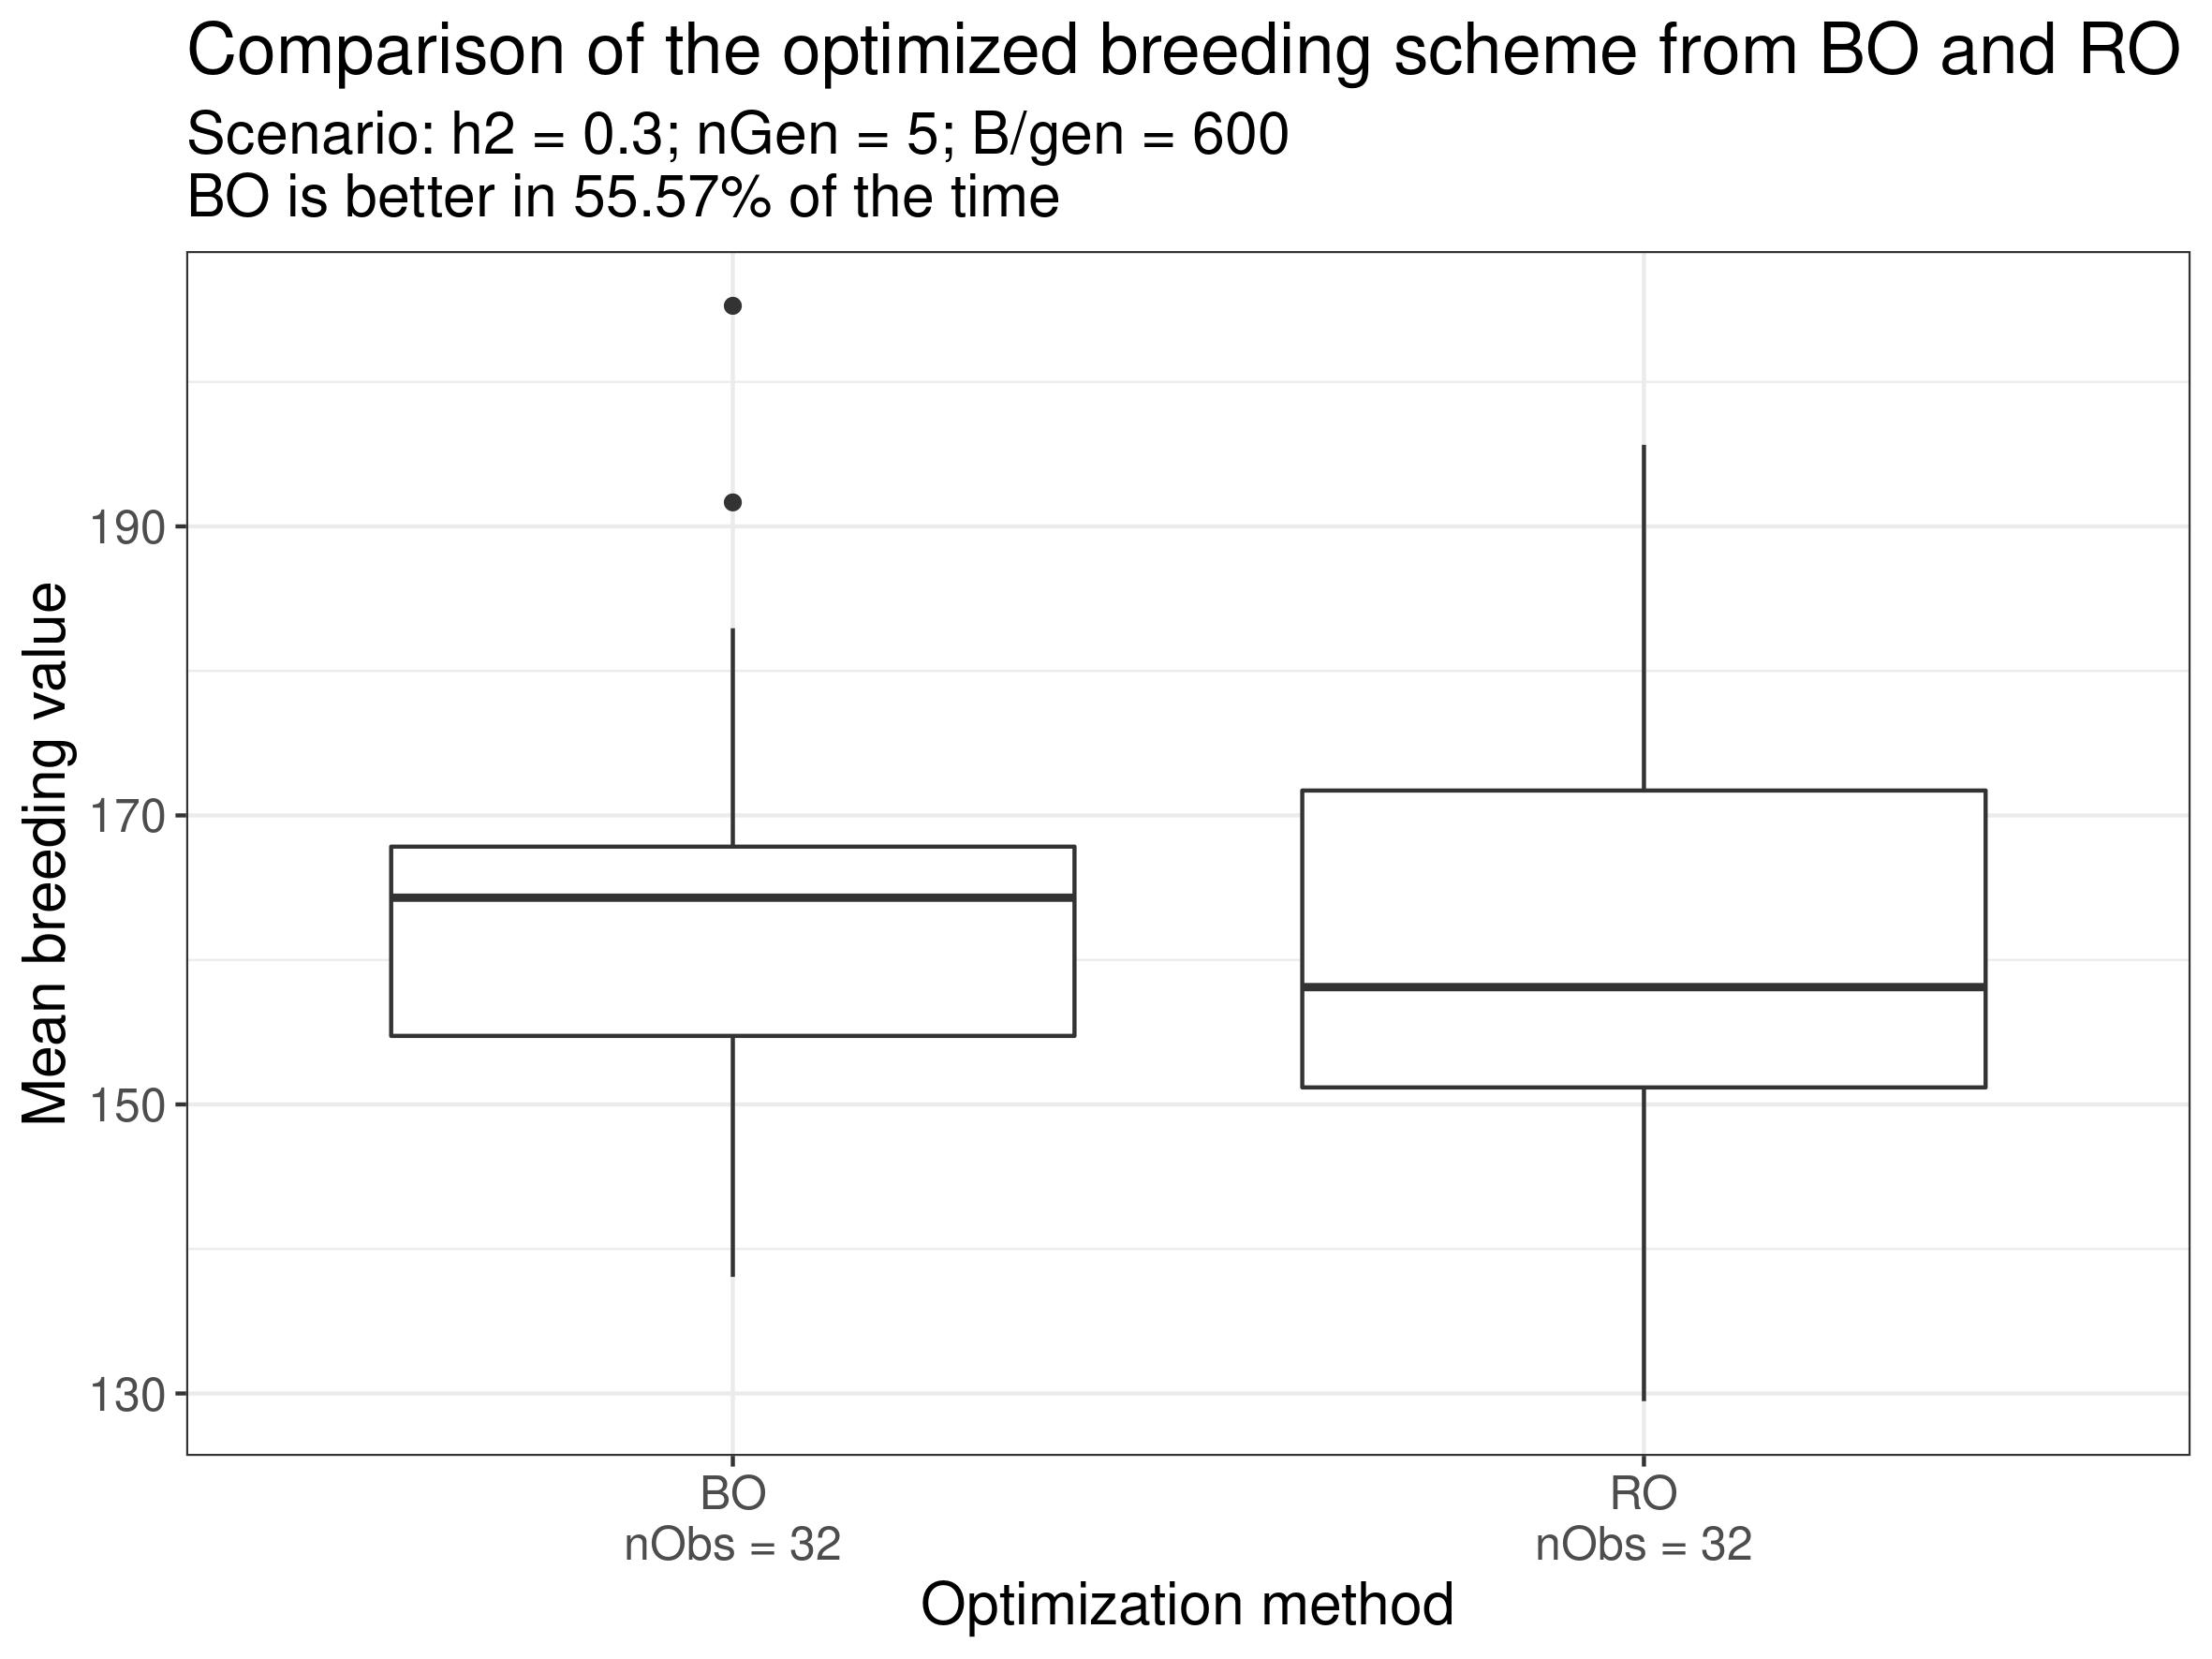 Comparison of the optimized breeding scheme from BO and RO
Scenario: h2 = 0.3; nGen = 5; B/gen = 600
BO is better in 55.57% of the time
Mean breeding value
190
170
150
130
BO
nObs = 32
RO
nObs = 32
Optimization method